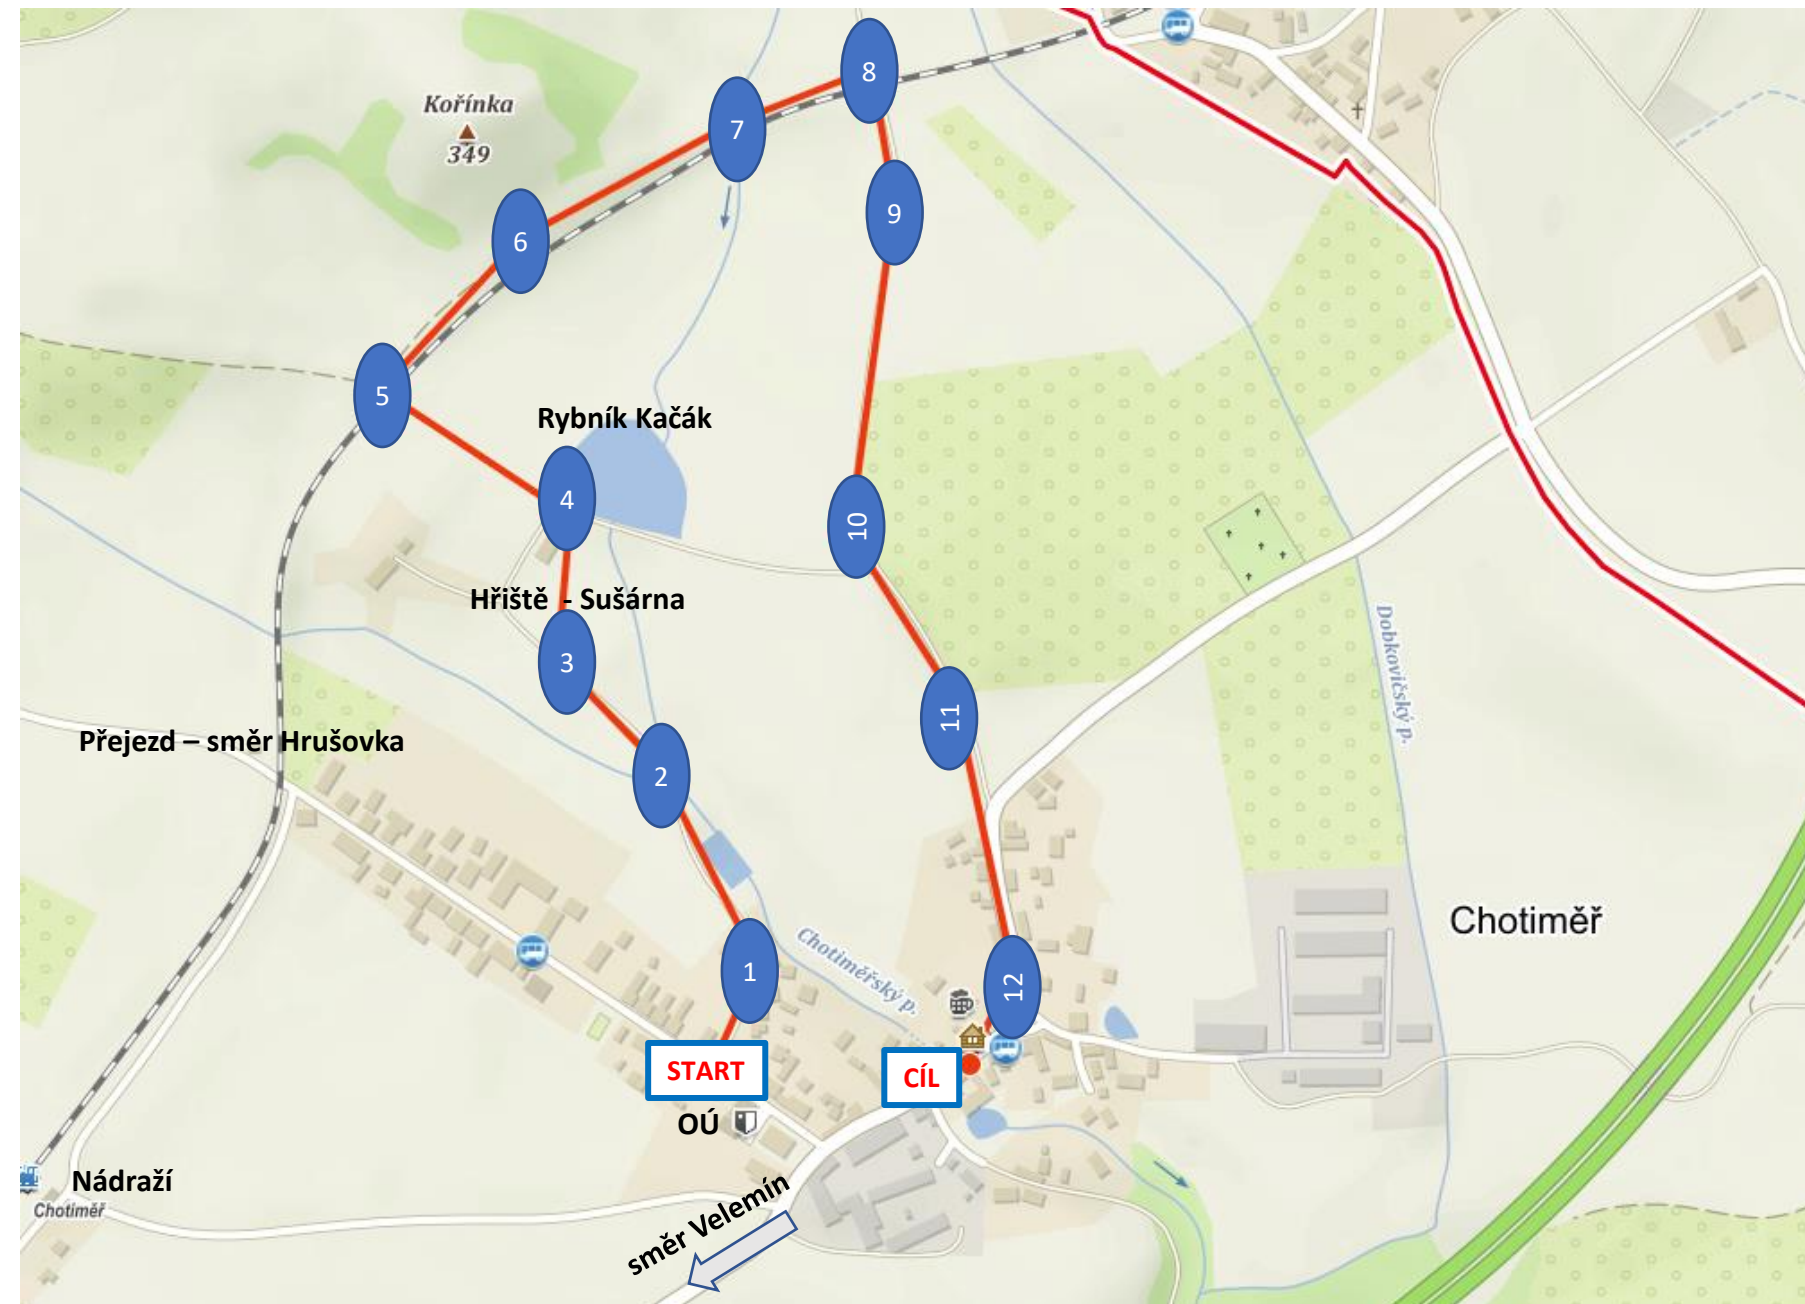 8
Kořínka
349
7
9
6
5
Rybník Kačák
4
10
Hřiště - Sušárna
3
Dobkovičský p.
11
Přejezd – směr Hrušovka
2
Chotiměř
1
Chotiměřský p.
12
START
CÍL
OÚ
Nádraží
Chotiměř
směr Velemín